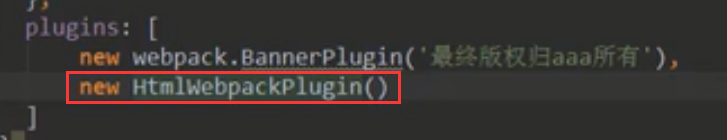 },
plugins: [
new webpack.BannerPlugin('最终版权归aaa所有'),
new HtmlWebpackPlugin()
]